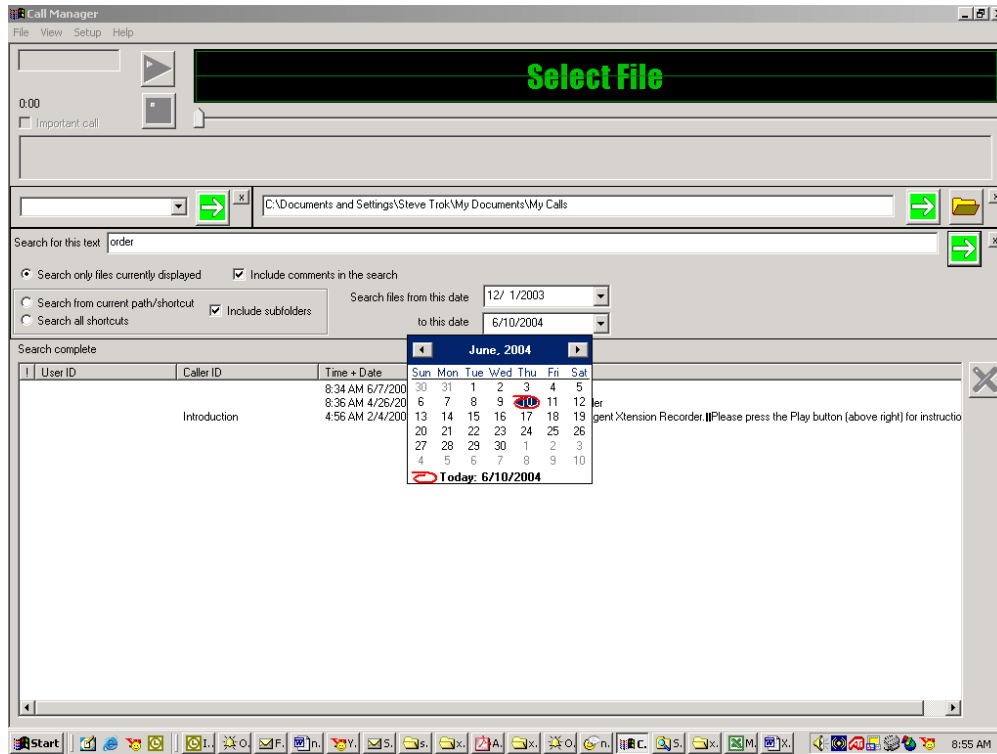 Call Manager
File View Setup Help
Select File
0:00
Important call
C:\Documents and Settings\Steve Trok\My Documents\My Calls
Search for this text order
Search only files currently displayed Include comments in the search
Search from current path/shortcut Include subfolders Search files from this date 12/ 1/2003
Search all shortcuts to this date 6/10/2004
Search complete
! User ID Caller ID Time + Date
8:34 AM 6/7/200
8:36 AM 4/26/20 ler
Introduction 4:56 AM 2/4/200 gent Xtension Recorder.||Please press the Play button (above right) for instructio
June, 2004
Sun Mon Tue Wed Thu Fri Sat
30 31 1 2 3 4 5
6 7 8 9 10 11 12
13 14 15 16 17 18 19
20 21 22 23 24 25 26
27 28 29 30 1 2 3
4 5 6 7 8 9 10
Today: 6/10/2004
Start I. O. F. n. Y. S. s. x. A. x. O. n. C. S. x. M. X. 8:55 AM